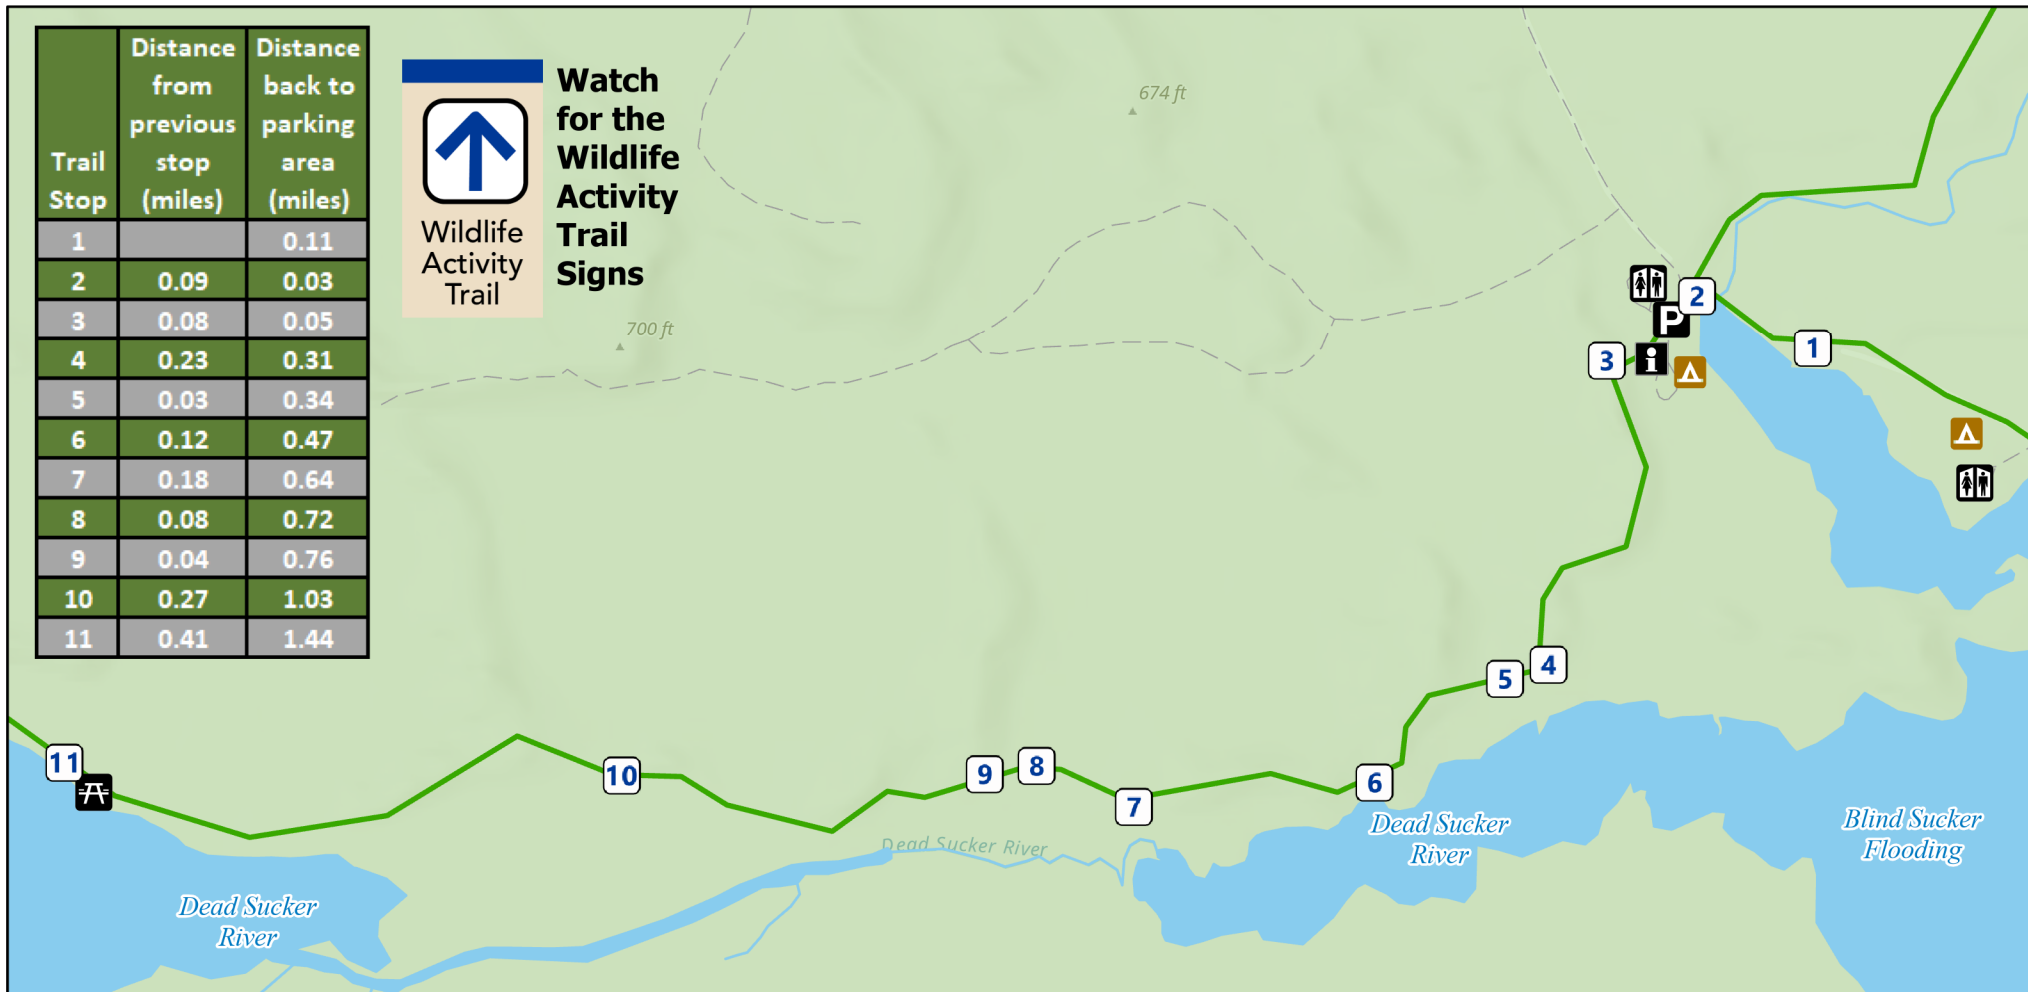 Trail Stop Distance from previous stop (miles) Distance back to parking area (miles)
1 0.11
2 0.09 0.03
3 0.08 0.05
4 0.23 0.31
5 0.03 0.34
6 0.12 0.47
7 0.18 0.64
8 0.08 0.72
9 0.04 0.76
10 0.27 1.03
11 0.41 1.44
Wildlife
Activity
Trail
Watch
for the
Wildlife
Activity
Trail
Signs
674 ft
700 ft
2
P
1
3
i
5
4
11
10
9
8
7
6
Dead Sucker
River
Blind Sucker
Flooding
Dead Sucker River
Dead Sucker
River